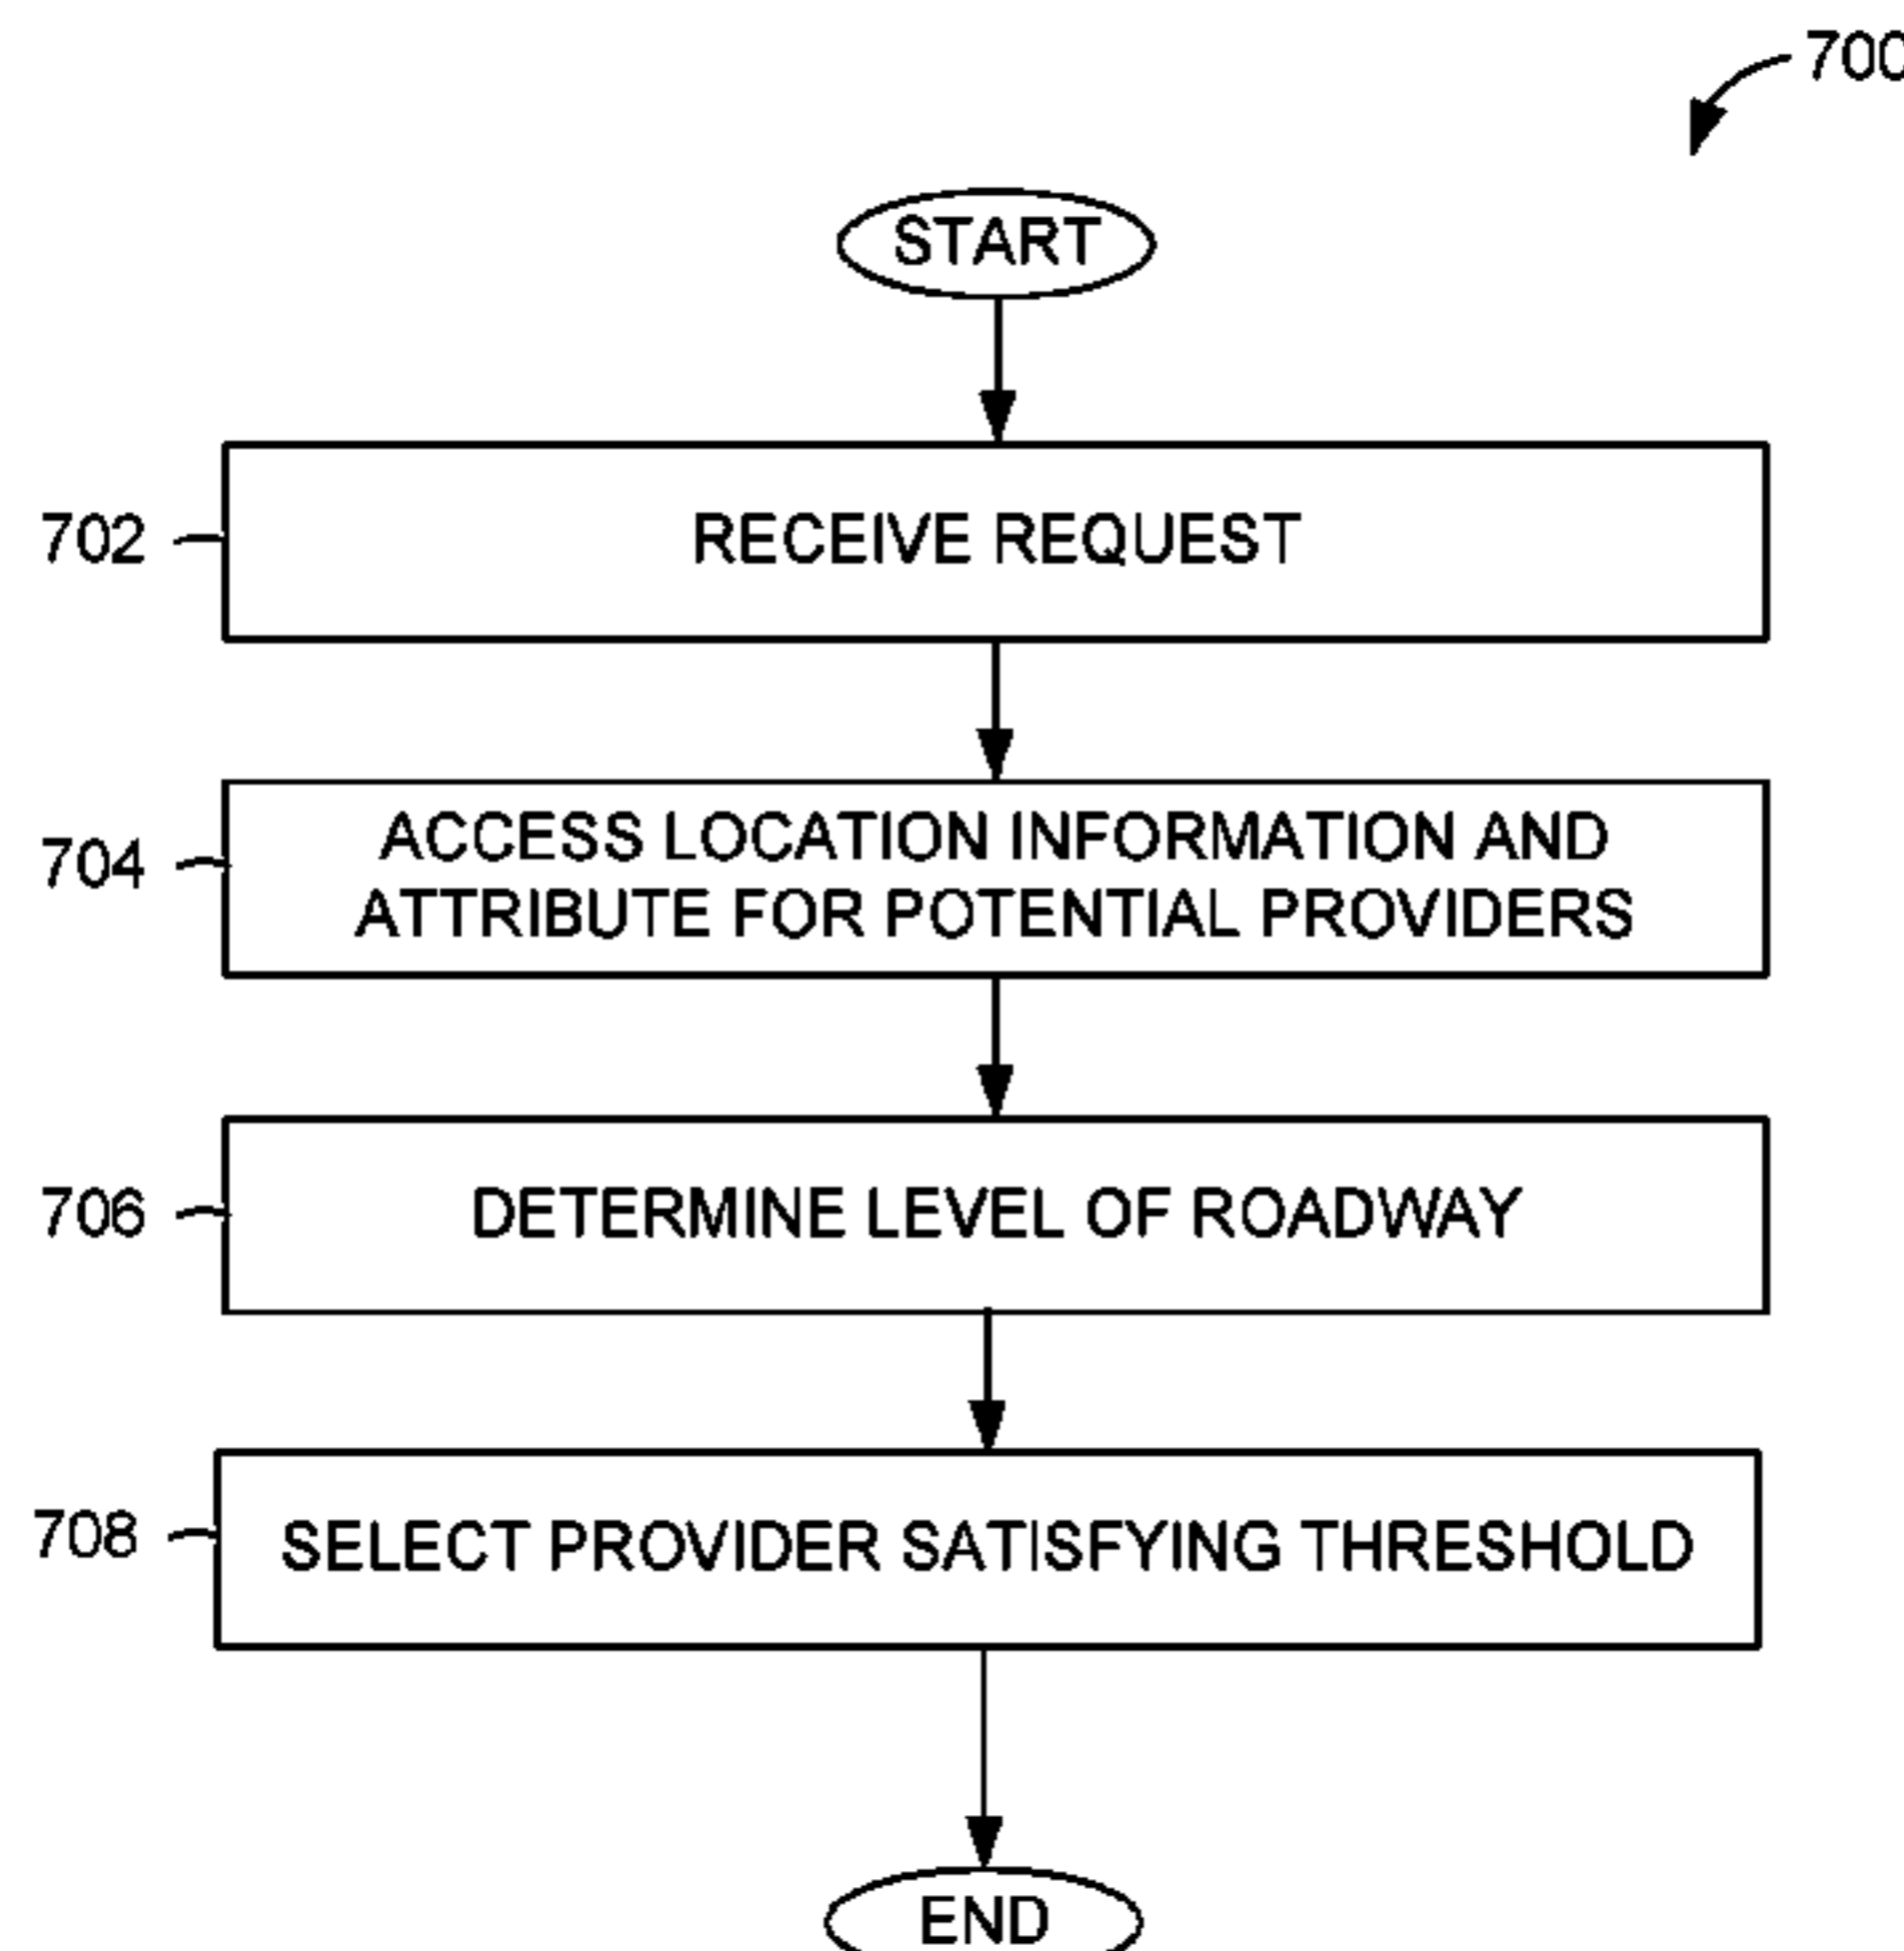 700
START
702
RECEIVE REQUEST
704
ACCESS LOCATION INFORMATION AND
ATTRIBUTE FOR POTENTIAL PROVIDERS
706
DETERMINE LEVEL OF ROADWAY
708
SELECT PROVIDER SATISFYING THRESHOLD
END